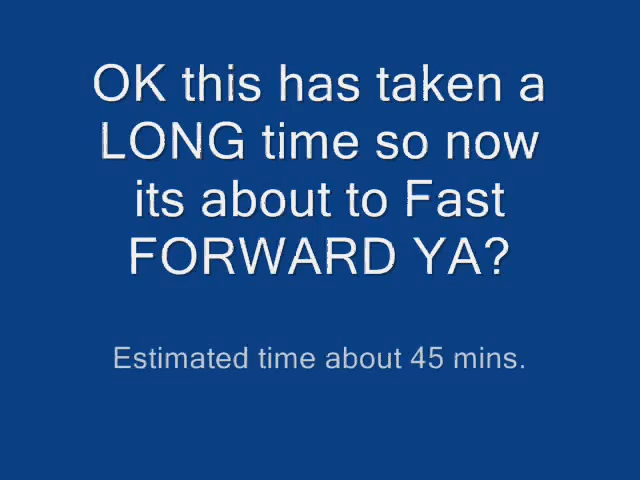 OK this has taken a
LONG time so now
its about to Fast
FORWARD YA?
Estimated time about 45 mins.